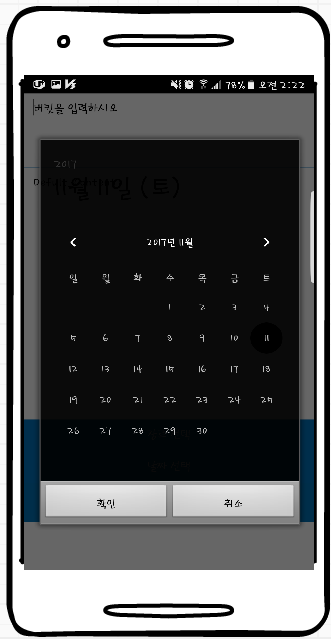 78% 오전 2:22
버킷을 입력하시오
2017
11월 11일 (토)
2017년 11월
일 월 화 수 목 금 토
1 2 3 4
5 6 7 8 9 10 11
12 13 14 15 16 17 18
19 20 21 22 23 24 25
26 27 28 29 30
확인 취소